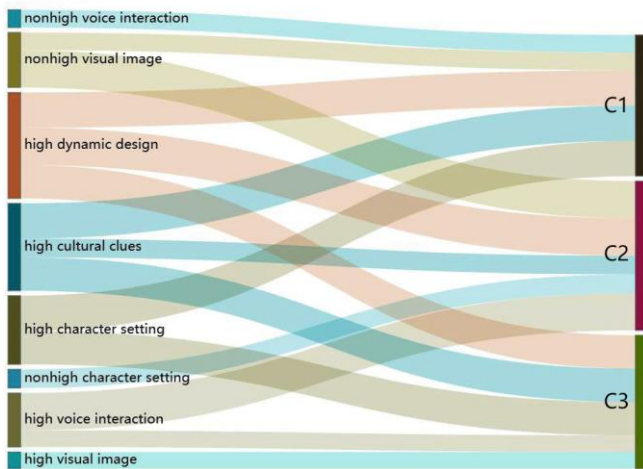 nonhigh voice interaction
nonhigh visual image
high dynamic design
high cultural clues
high character setting
nonhigh character setting
high voice interaction
high visual image
C1
C2
C3